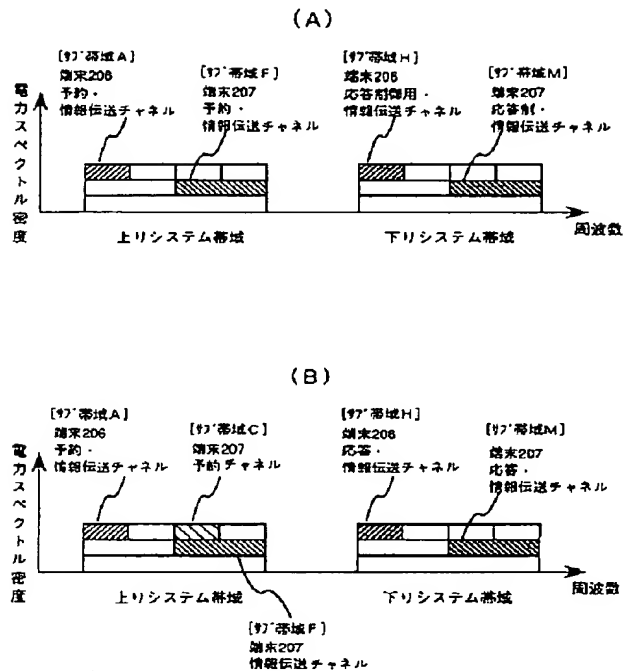 (A)
[ｻﾌﾞ帯域A]
端末206
予約・
情報伝送チャネル
[ｻﾌﾞ帯域F]
端末207
予約・
情報伝送チャネル
[ｻﾌﾞ帯域H]
端末206
応答制御用・
情報伝送チャネル
[ｻﾌﾞ帯域M]
端末207
応答制・
情報伝送チャネル
電力スペクトル密度
上りシステム帯域
下りシステム帯域
周波数
(B)
[ｻﾌﾞ帯域A]
端末206
予約・
情報伝送チャネル
[ｻﾌﾞ帯域C]
端末207
予約チャネル
[ｻﾌﾞ帯域H]
端末206
応答・
情報伝送チャネル
[ｻﾌﾞ帯域M]
端末207
応答・
情報伝送チャネル
電力スペクトル密度
上りシステム帯域
下りシステム帯域
周波数
[ｻﾌﾞ帯域F]
端末207
情報伝送チャネル